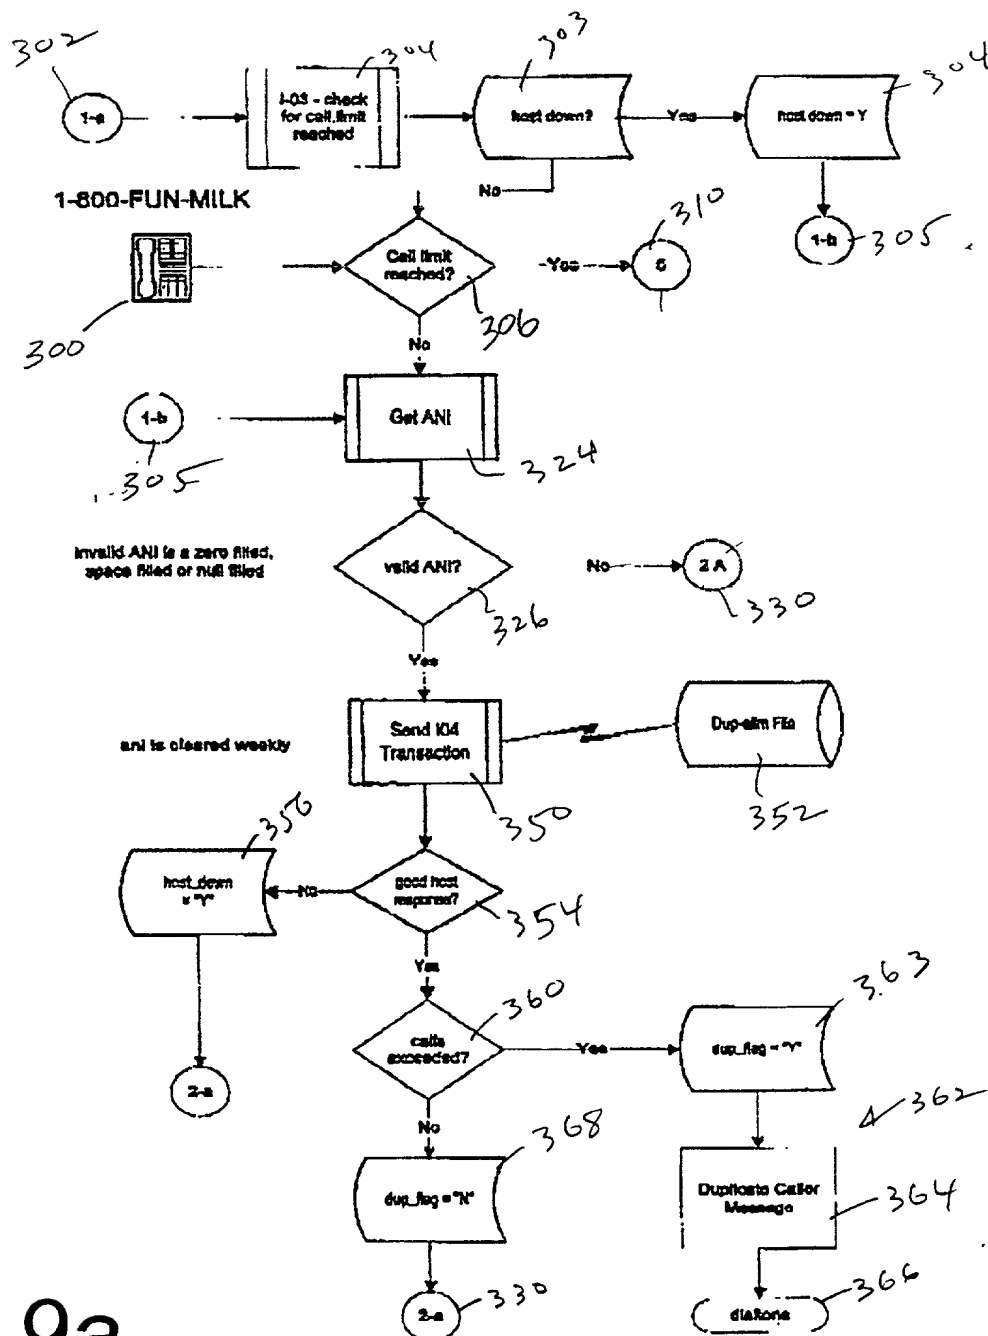 302
304
303
304
1-a
I-03 - check
for call.limit
reached
host down?
Yes
host down = Y
No
1-800-FUN-MILK
310
1-b
305
Call limit
reached?
Yes
5
306
300
No
1-b
Get ANI
305
324
invalid ANI is a zero filled,
space filled or null filled
valid ANI?
No
2 A
326
330
Yes
ani is cleared weekly
Send I04
Transaction
Dup-elim File
350
352
356
host_down
= "Y"
No
good host
response?
354
Yes
360
363
calls
exceeded?
Yes
dup_flag = "Y"
2-a
No
368
362
dup_flag = "N"
Duplicate Caller
Message
364
2-a
330
dialtone
366
9a